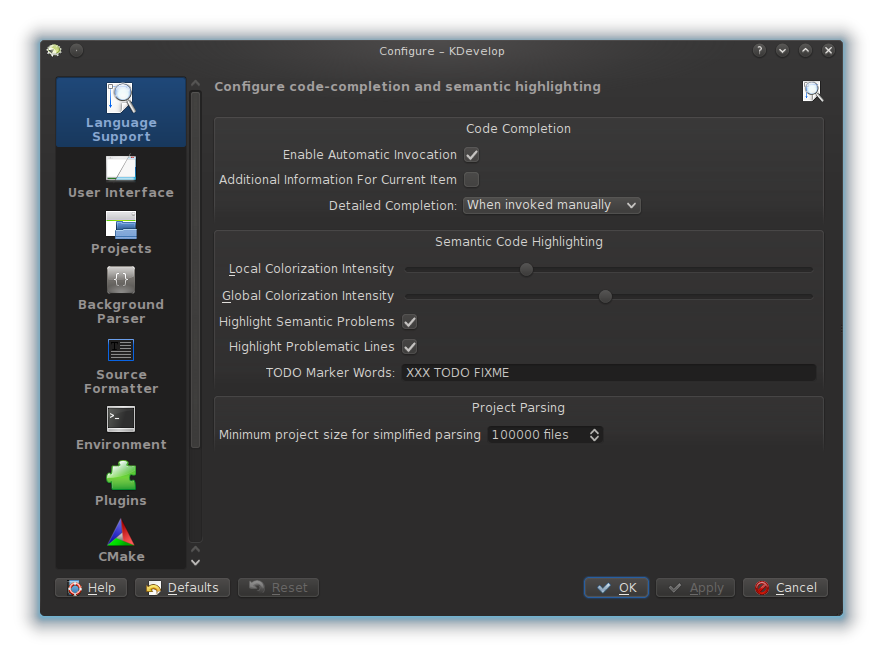 Configure – KDevelop
Configure code-completion and semantic highlighting
Language
Support
User Interface
Projects
Background
Parser
Source
Formatter
Environment
Plugins
CMake
Code Completion
Enable Automatic Invocation
Additional Information For Current Item
Detailed Completion: When invoked manually
Semantic Code Highlighting
Local Colorization Intensity
Global Colorization Intensity
Highlight Semantic Problems
Highlight Problematic Lines
TODO Marker Words: XXX TODO FIXME
Project Parsing
Minimum project size for simplified parsing 100000 files
Help Defaults Reset OK Apply Cancel